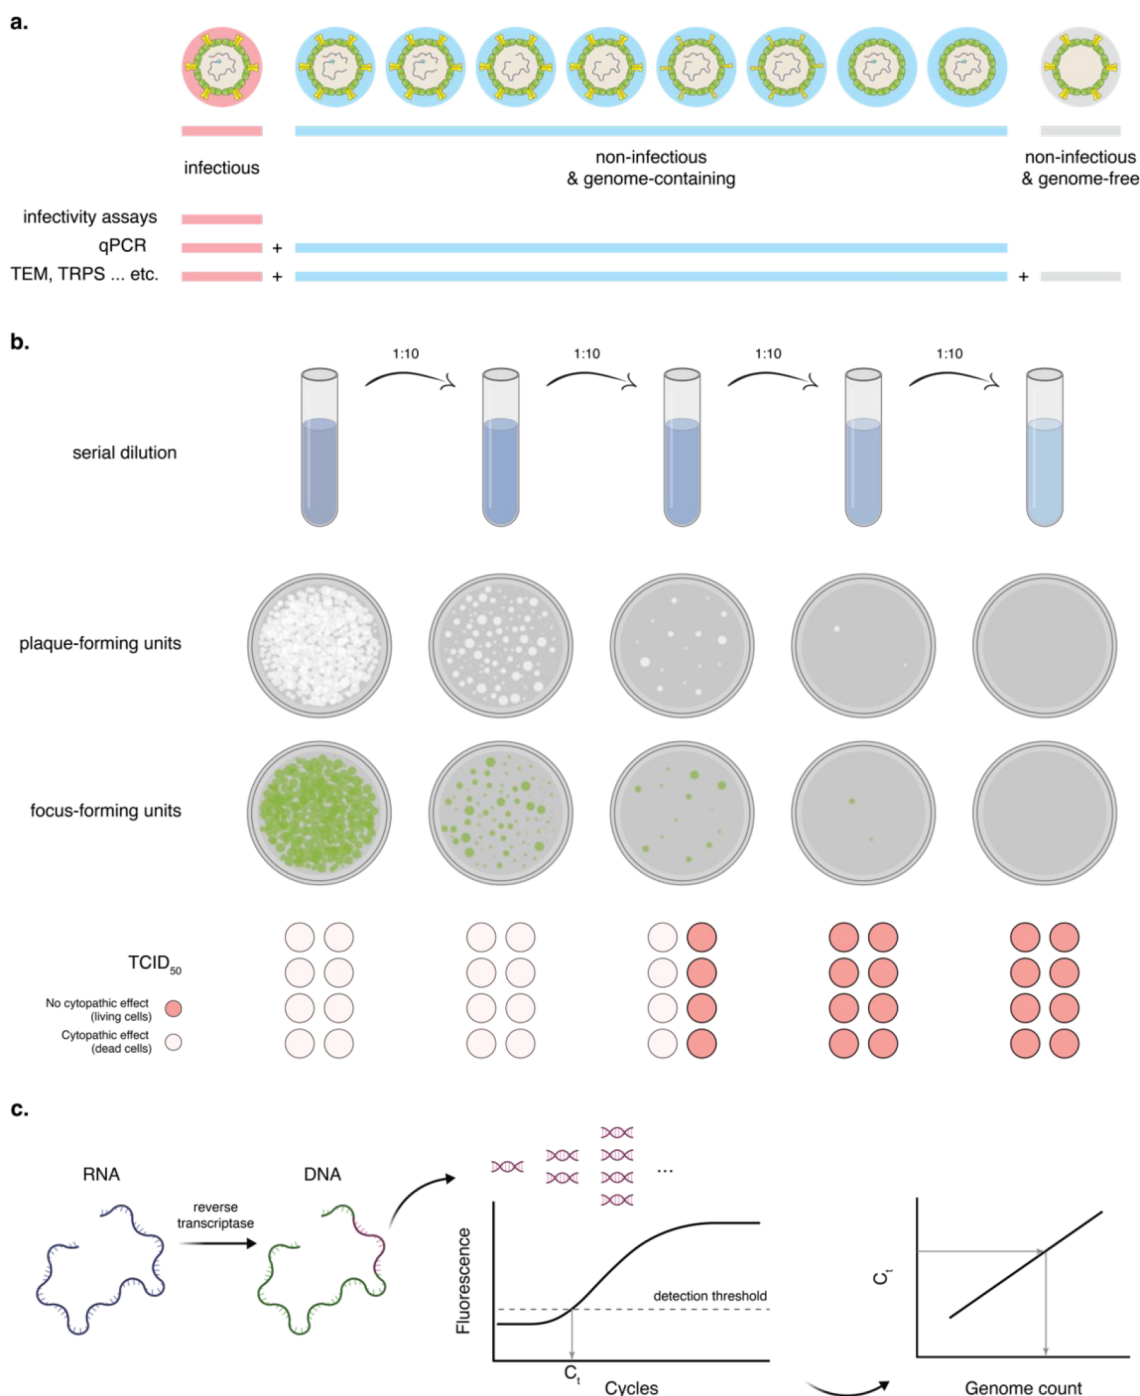 a.
infectious
non-infectious
& genome-containing
non-infectious
& genome-free
infectivity assays
qPCR
+
TEM, TRPS ... etc.
+
+
b.
1:10
1:10
1:10
1:10
serial dilution
plaque-forming units
focus-forming units
TCID50
No cytopathic effect
(living cells)
Cytopathic effect
(dead cells)
c.
RNA
reverse
transcriptase
DNA
...
Fluorescence
detection threshold
Ct
Cycles
Ct
Genome count